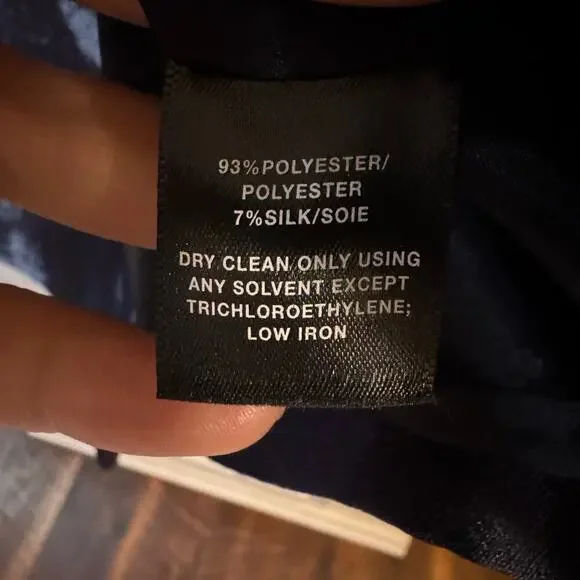 93%POLYESTER/
POLYESTER
7%SILK/SOIE
DRY CLEAN ONLY USING
ANY SOLVENT EXCEPT
TRICHLOROETHYLENE;
LOW IRON